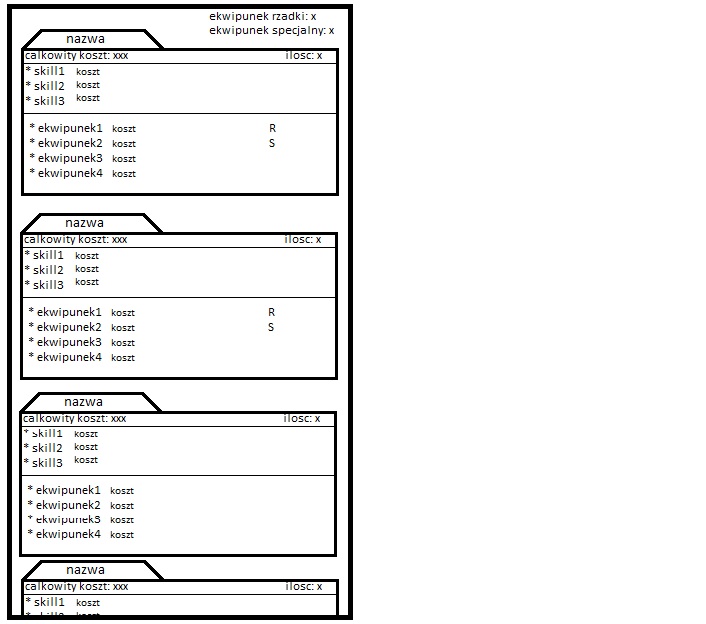 ekwipunek rzadki: x
ekwipunek specjalny: x
nazwa
calkowity koszt: xxx ilosc: x
* skill1 koszt
* skill2 koszt
* skill3 koszt
* ekwipunek1 koszt R
* ekwipunek2 koszt S
* ekwipunek3 koszt
* ekwipunek4 koszt
nazwa
calkowity koszt: xxx ilosc: x
* skill1 koszt
* skill2 koszt
* skill3 koszt
* ekwipunek1 koszt R
* ekwipunek2 koszt S
* ekwipunek3 koszt
* ekwipunek4 koszt
nazwa
calkowity koszt: xxx ilosc: x
* skill1 koszt
* skill2 koszt
* skill3 koszt
* ekwipunek1 koszt
* ekwipunek2 koszt
* ekwipunek3 koszt
* ekwipunek4 koszt
nazwa
calkowity koszt: xxx ilosc: x
* skill1 koszt